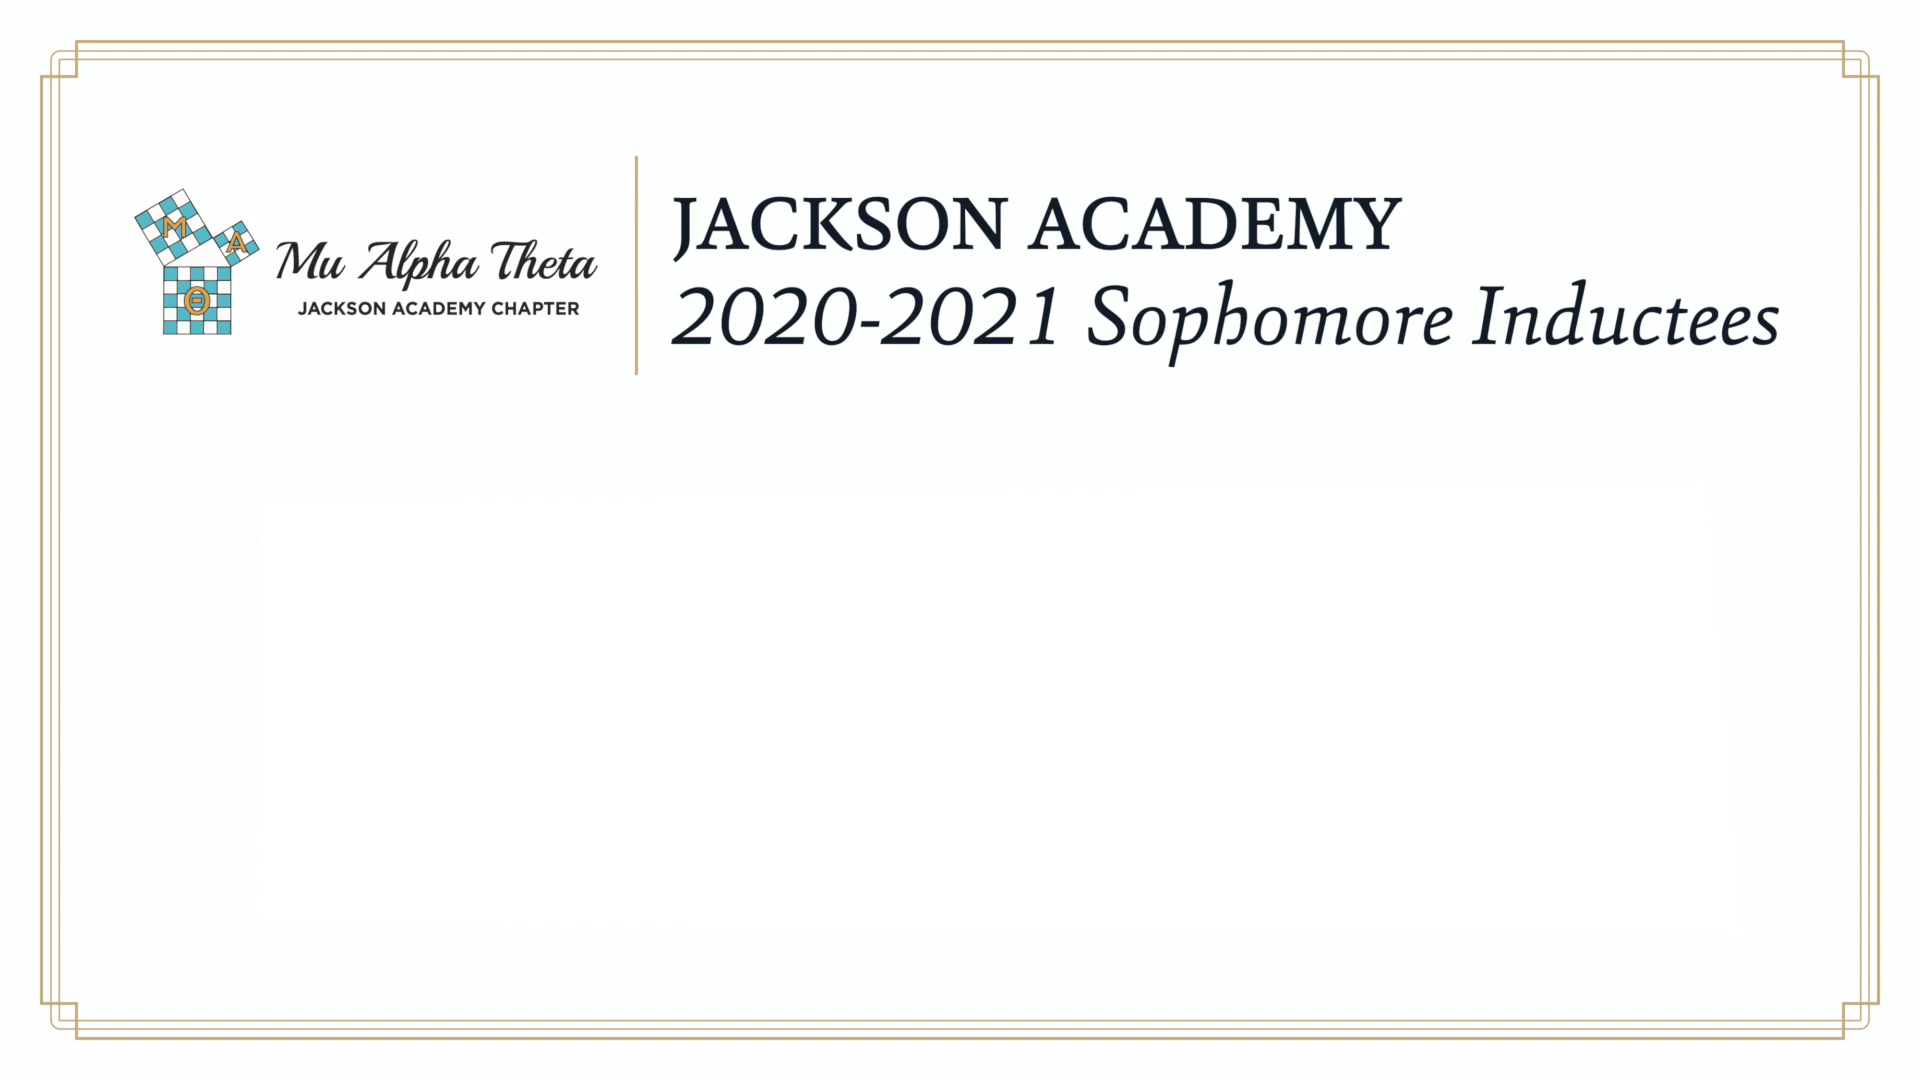 M
A
Θ
Mu Alpha Theta
JACKSON ACADEMY CHAPTER
JACKSON ACADEMY
2020-2021 Sophomore Inductees